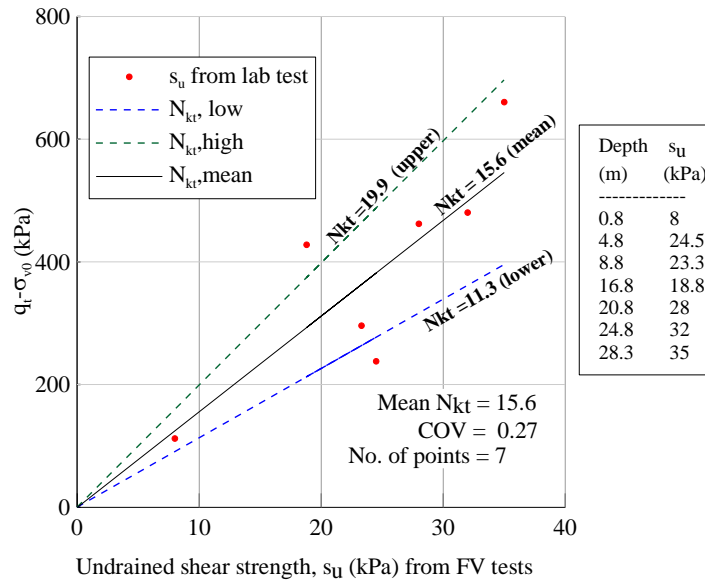 800
600
400
200
0
q_t-σ_v0 (kPa)
s_u from lab test
N_kt, low
N_kt,high
N_kt,mean
Nkt =19.9 (upper)
Nkt = 15.6 (mean)
Nkt =11.3 (lower)
Mean N_kt = 15.6
COV = 0.27
No. of points = 7
0 10 20 30 40
Undrained shear strength, s_u (kPa) from FV tests
Depth s_u
(m) (kPa)
-------------
0.8 8
4.8 24.5
8.8 23.3
16.8 18.8
20.8 28
24.8 32
28.3 35